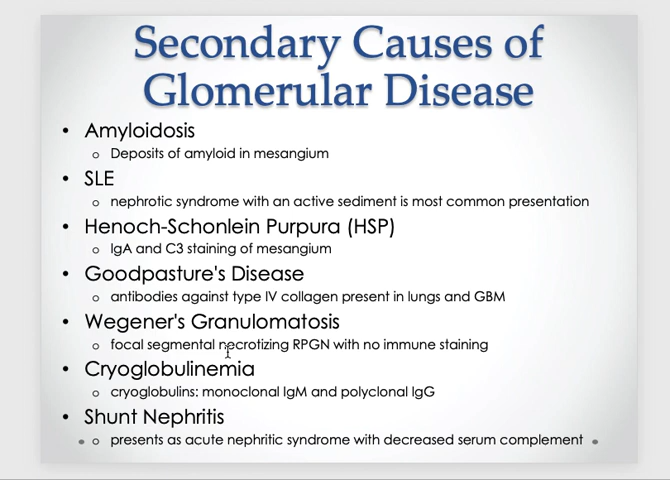 Secondary Causes of
Glomerular Disease
• Amyloidosis
o Deposits of amyloid in mesangium
• SLE
o nephrotic syndrome with an active sediment is most common presentation
• Henoch-Schonlein Purpura (HSP)
o IgA and C3 staining of mesangium
• Goodpasture's Disease
o antibodies against type IV collagen present in lungs and GBM
• Wegener's Granulomatosis
o focal segmental necrotizing RPGN with no immune staining
• Cryoglobulinemia
o cryoglobulins: monoclonal IgM and polyclonal IgG
• Shunt Nephritis
o presents as acute nephritic syndrome with decreased serum complement